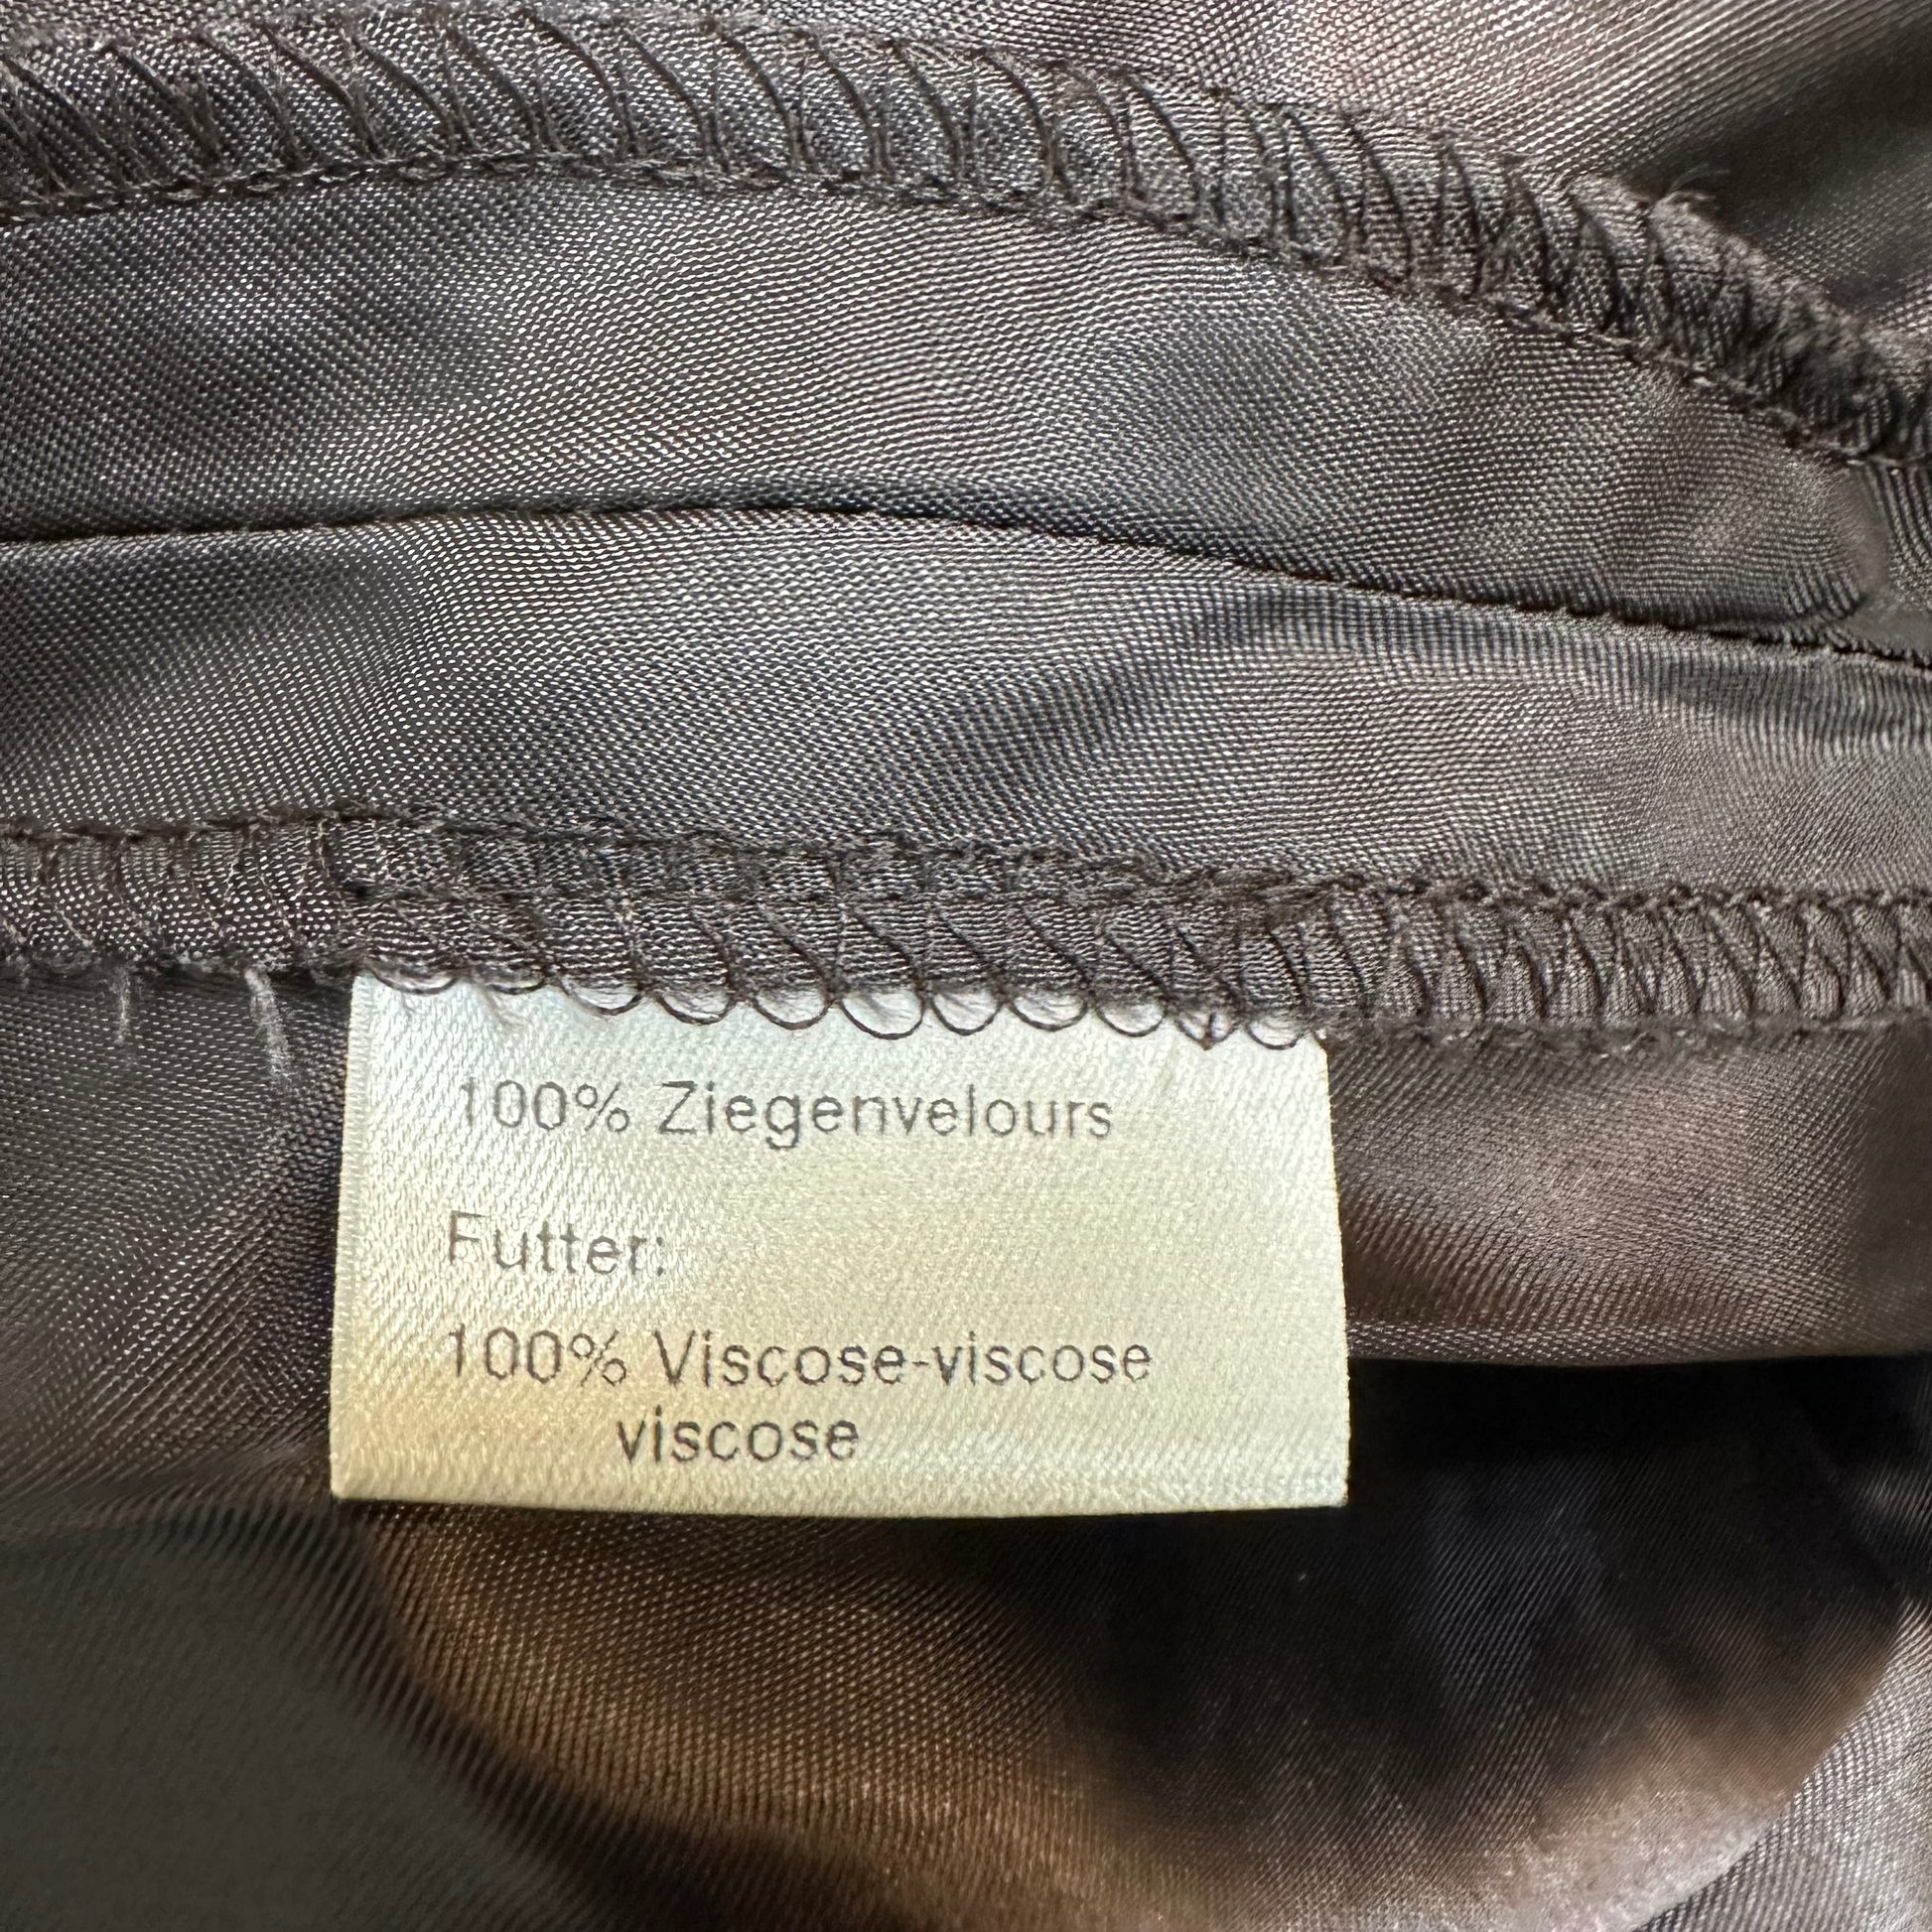 100% Ziegenvelours
Futter:
100% Viscose-viscose
viscose